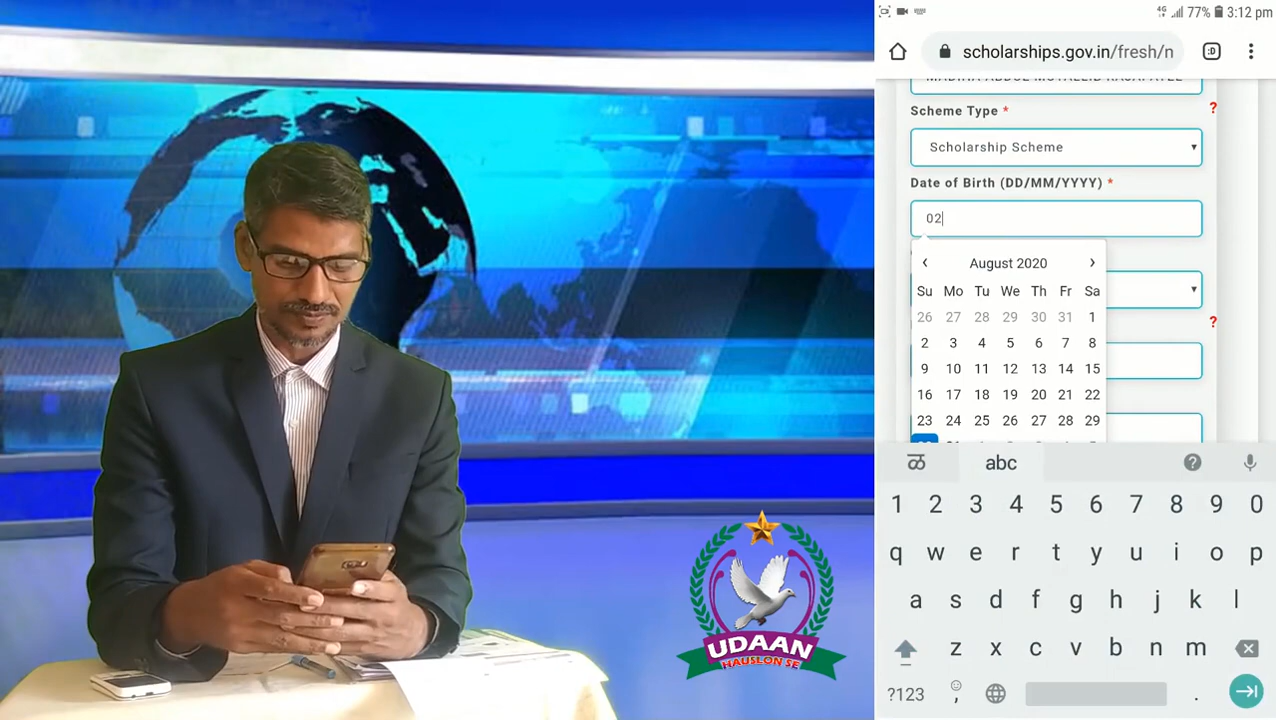 4G 77% 3:12 pm
scholarships.gov.in/fresh/n
:D
Scheme Type *
?
Scholarship Scheme
Date of Birth (DD/MM/YYYY) *
02
August 2020
Su Mo Tu We Th Fr Sa
26 27 28 29 30 31 1
2 3 4 5 6 7 8
?
9 10 11 12 13 14 15
16 17 18 19 20 21 22
23 24 25 26 27 28 29
abc ?
1 2 3 4 5 6 7 8 9 0
q w e r t y u i o p
a s d f g h j k l
z x c v b n m
?123 , .
UDAAN
HAUSLON SE